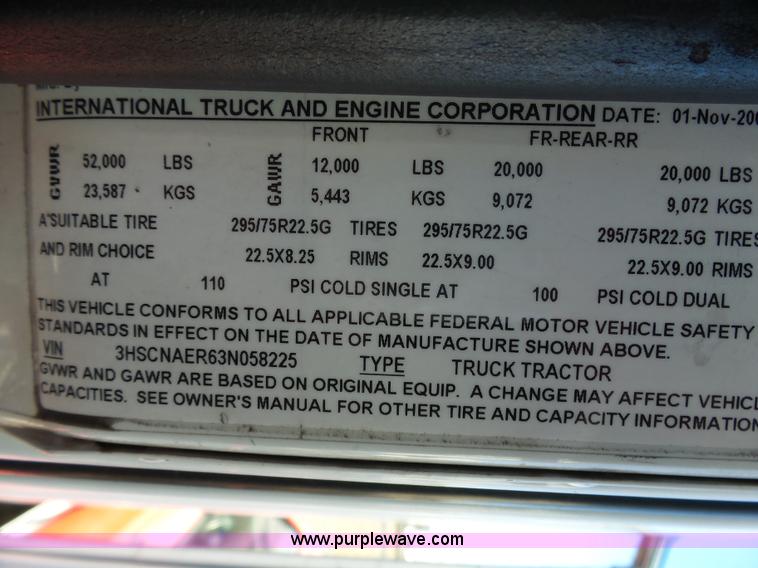 INTERNATIONAL TRUCK AND ENGINE CORPORATION DATE: 01-Nov-200
FRONT FR-REAR-RR
GVWR 52,000 LBS GAWR 12,000 LBS 20,000 20,000 LBS
23,587 KGS 5,443 KGS 9,072 9,072 KGS
A SUITABLE TIRE 295/75R22.5G TIRES 295/75R22.5G 295/75R22.5G TIRES
AND RIM CHOICE 22.5X8.25 RIMS 22.5X9.00 22.5X9.00 RIMS
AT 110 PSI COLD SINGLE AT 100 PSI COLD DUAL
THIS VEHICLE CONFORMS TO ALL APPLICABLE FEDERAL MOTOR VEHICLE SAFETY
STANDARDS IN EFFECT ON THE DATE OF MANUFACTURE SHOWN ABOVE.
VIN 3HSCNAER63N058225 TYPE TRUCK TRACTOR
GVWR AND GAWR ARE BASED ON ORIGINAL EQUIP. A CHANGE MAY AFFECT VEHICL
CAPACITIES. SEE OWNER'S MANUAL FOR OTHER TIRE AND CAPACITY INFORMATION
www.purplewave.com